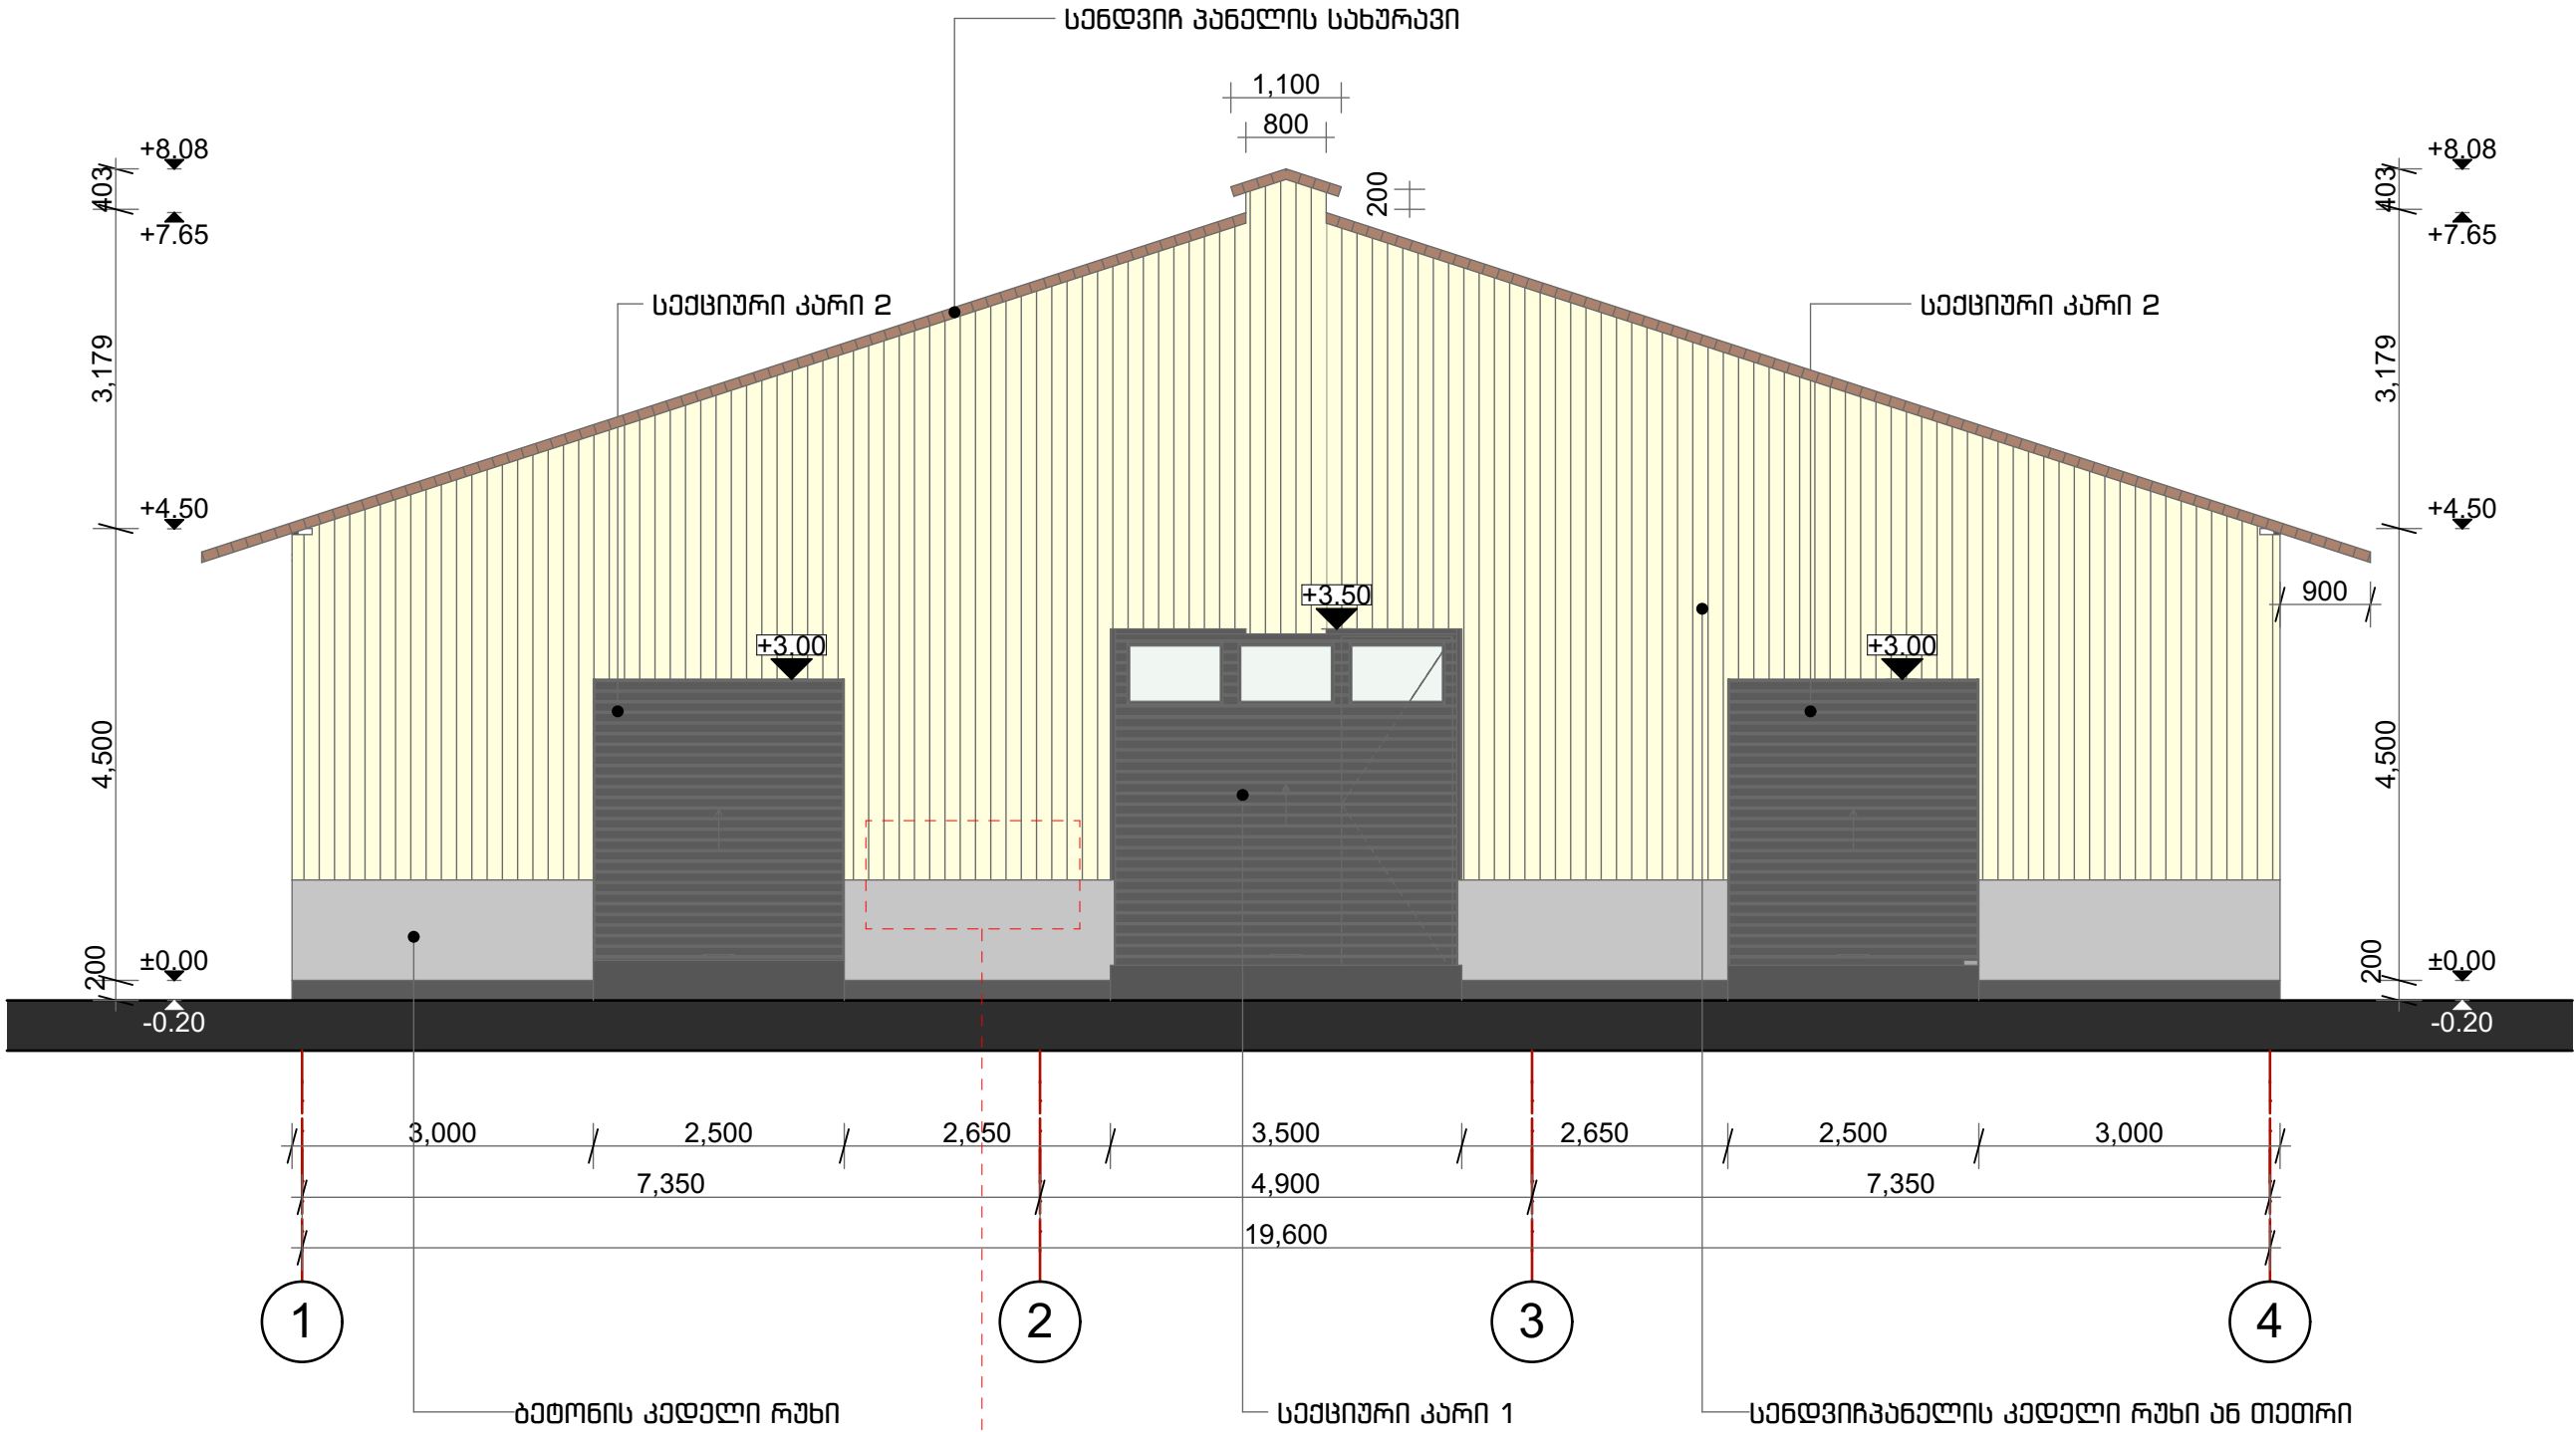 სენდვიჩ პანელის სახურავი
1,100
800
200
+8.08
403
+7.65
3,179
+4.50
4,500
±0.00
200
-0.20
+8.08
403
+7.65
3,179
+4.50
900
4,500
±0.00
200
-0.20
სექციური კარი 2
სექციური კარი 2
+3.50
+3.00
+3.00
3,000 2,500 2,650 3,500 2,650 2,500 3,000
7,350 4,900 7,350
19,600
1 2 3 4
ბეტონის კედელი რუხი
სექციური კარი 1
სენდვიჩპანელის კედელი რუხი ან თეთრი